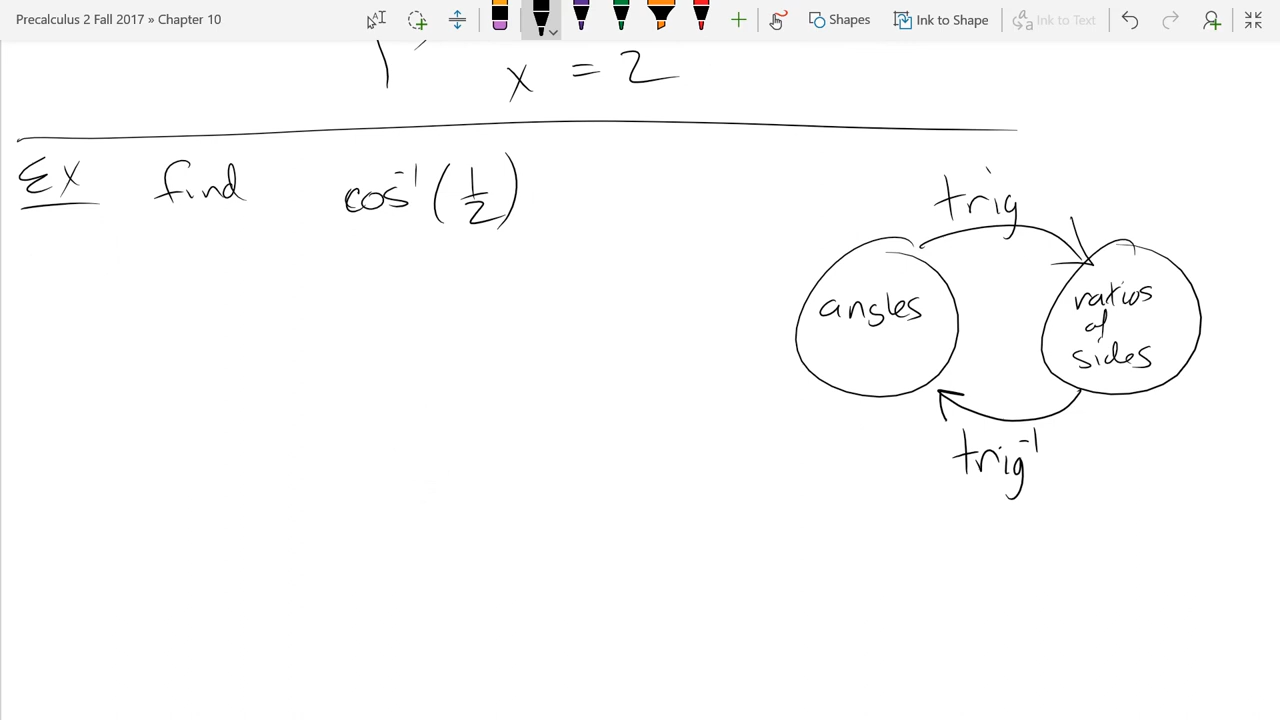 Precalculus 2 Fall 2017 » Chapter 10
Shapes
Ink to Shape
Ink to Text
x = 2
Ex find cos⁻¹(1/2)
trig
angles
ratios
of
sides
trig⁻¹